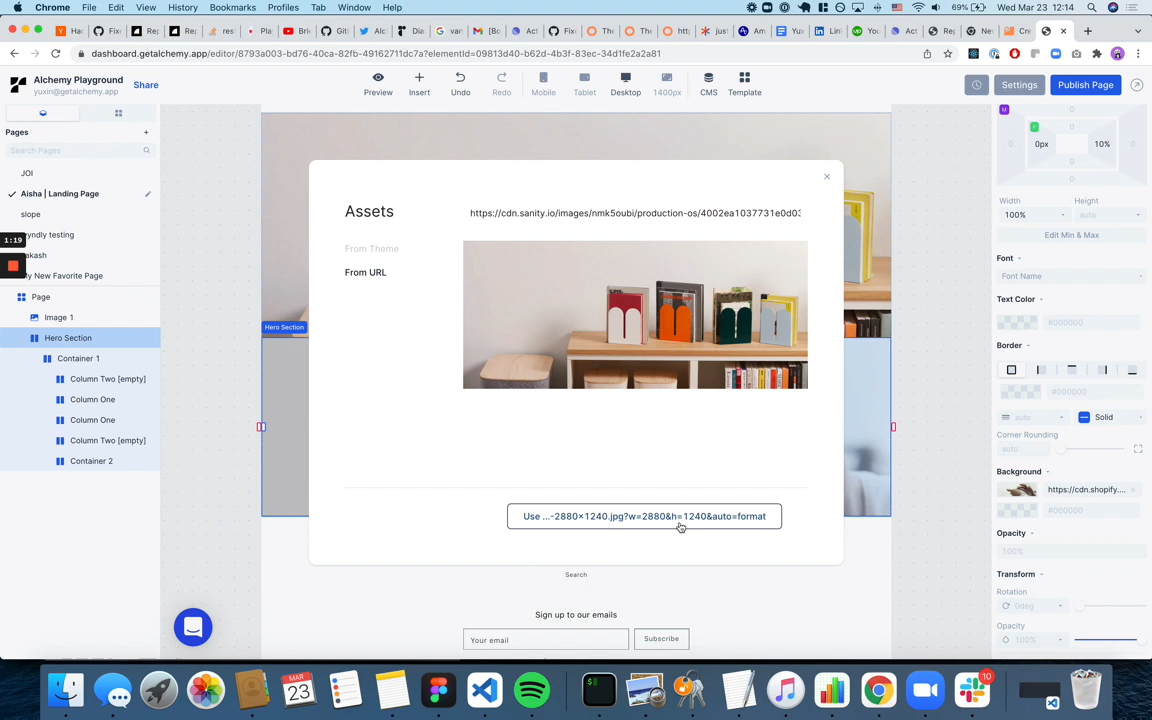 Chrome File Edit View History Bookmarks Profiles Tab Window Help 69% Wed Mar 23 12:14
dashboard.getalchemy.app/editor/8793a003-bd76-40ca-82fb-49162711dc7a?elementId=09813d40-b62d-4b3f-83ec-34d1fe2a2a81
Alchemy Playground
yuxin@getalchemy.app
Share
Preview Insert Undo Redo Mobile Tablet Desktop 1400px CMS Template
Settings Publish Page
Pages
Search Pages
JOI
Aisha | Landing Page
slope
wyndly testing
1:19
akash
My New Favorite Page
Page
Image 1
Hero Section
Container 1
Column Two [empty]
Column One
Column One
Column Two [empty]
Container 2
Hero Section
Assets
https://cdn.sanity.io/images/nmk5oubi/production-os/4002ea1037731e0d03
From Theme
From URL
Use ...-2880×1240.jpg?w=2880&h=1240&auto=format
Search
Sign up to our emails
Your email
Subscribe
M 0
0
0 0px 10% 0
0
0
Width Height
100% auto
Edit Min & Max
Font
Font Name
Text Color
#000000
Border
#000000
auto Solid
Corner Rounding
auto
Background
https://cdn.shopify....
#000000
Opacity
100%
Transform
Rotation
0deg
Opacity
100%
MAR
23
10